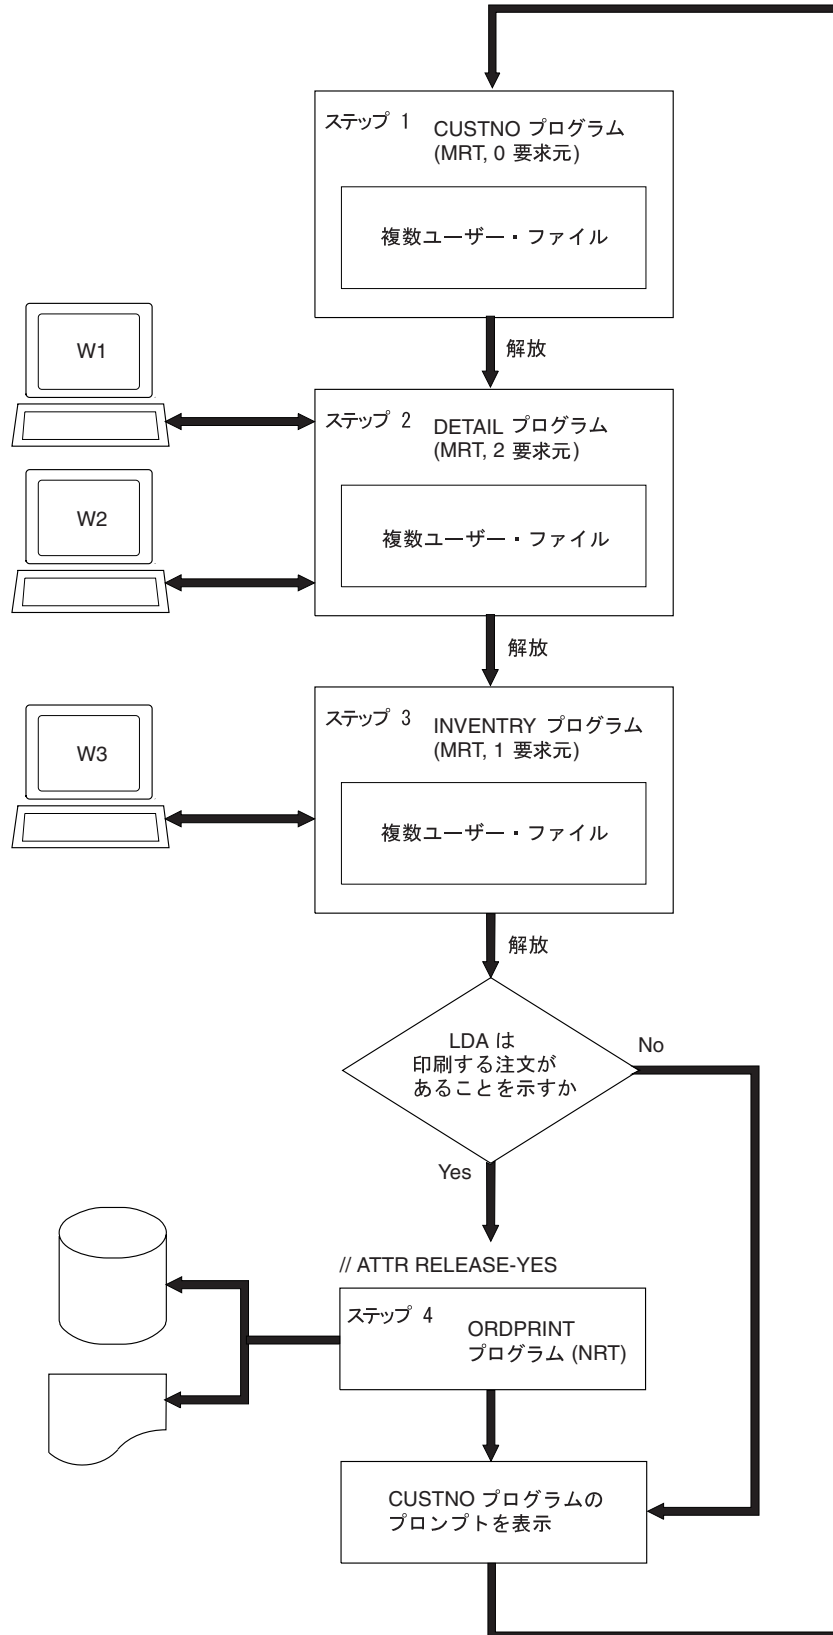 ステップ 1
CUSTNO プログラム
(MRT, 0 要求元)
複数ユーザー・ファイル
解放
W1
ステップ 2
DETAIL プログラム
(MRT, 2 要求元)
W2
複数ユーザー・ファイル
解放
ステップ 3
INVENTRY プログラム
(MRT, 1 要求元)
W3
複数ユーザー・ファイル
解放
LDA は
印刷する注文が
あることを示すか
No
Yes
// ATTR RELEASE-YES
ステップ 4
ORDPRINT
プログラム (NRT)
CUSTNO プログラムの
プロンプトを表示